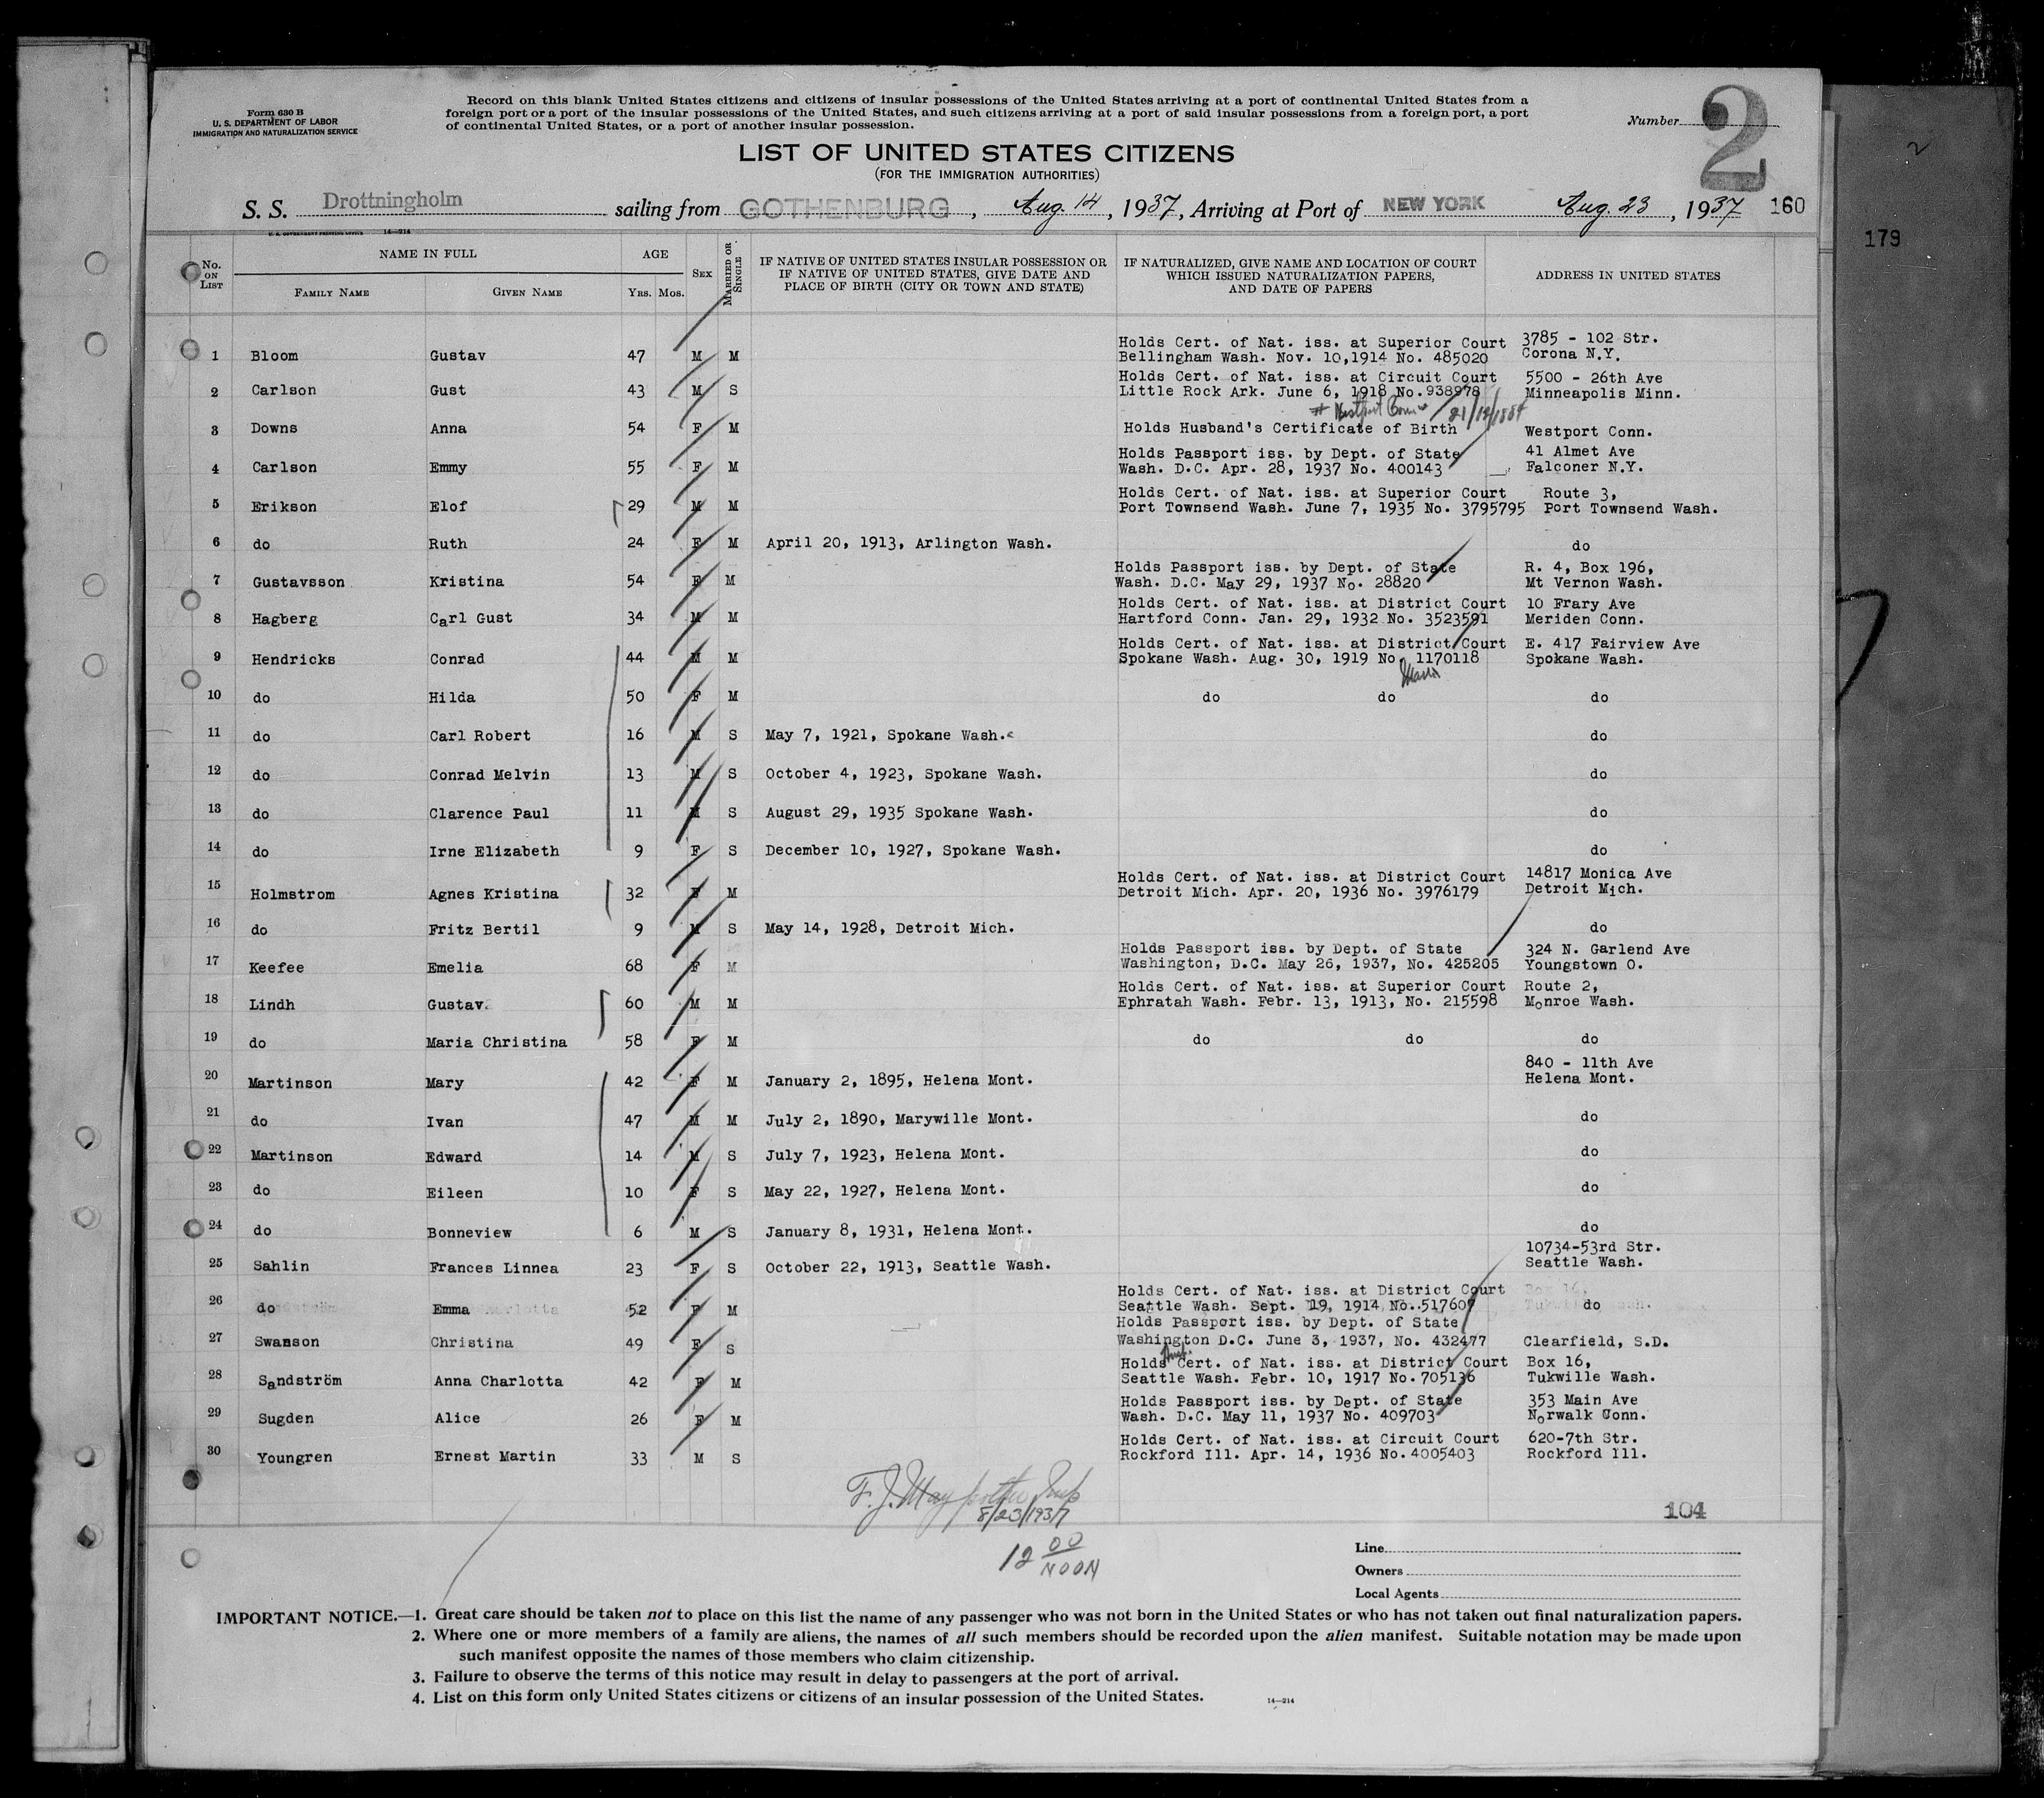 Form 630 B
U. S. DEPARTMENT OF LABOR
IMMIGRATION AND NATURALIZATION SERVICE
Record on this blank United States citizens and citizens of insular possessions of the United States arriving at a port of continental United States from a
foreign port or a port of the insular possessions of the United States, and such citizens arriving at a port of said insular possessions from a foreign port, a port
of continental United States, or a port of another insular possession.
Number 2
LIST OF UNITED STATES CITIZENS
(FOR THE IMMIGRATION AUTHORITIES)
S. S. Drottningholm sailing from GOTHENBURG, Aug. 14, 1937, Arriving at Port of NEW YORK Aug. 23, 1937 160
179
2
U. S. GOVERNMENT PRINTING OFFICE 14—214
No. ON LIST
NAME IN FULL
FAMILY NAME
GIVEN NAME
AGE
YRS. MOS.
SEX
MARRIED OR SINGLE
IF NATIVE OF UNITED STATES INSULAR POSSESSION OR
IF NATIVE OF UNITED STATES, GIVE DATE AND
PLACE OF BIRTH (CITY OR TOWN AND STATE)
IF NATURALIZED, GIVE NAME AND LOCATION OF COURT
WHICH ISSUED NATURALIZATION PAPERS,
AND DATE OF PAPERS
ADDRESS IN UNITED STATES
Holds Cert. of Nat. iss. at Superior Court 3785 - 102 Str.
1 Bloom Gustav 47 M M Bellingham Wash. Nov. 10,1914 No. 485020 Corona N.Y.
Holds Cert. of Nat. iss. at Circuit Court 5500 - 26th Ave
2 Carlson Gust 43 M S Little Rock Ark. June 6, 1918 No. 938978 Minneapolis Minn.
Westport Conn 21/12/1884
3 Downs Anna 54 F M Holds Husband's Certificate of Birth Westport Conn.
Holds Passport iss. by Dept. of State 41 Almet Ave
4 Carlson Emmy 55 F M Wash. D.C. Apr. 28, 1937 No. 400143 Falconer N.Y.
Holds Cert. of Nat. iss. at Superior Court Route 3,
5 Erikson Elof 29 M M Port Townsend Wash. June 7, 1935 No. 3795795 Port Townsend Wash.
6 do Ruth 24 F M April 20, 1913, Arlington Wash. do
Holds Passport iss. by Dept. of State R. 4, Box 196,
7 Gustavsson Kristina 54 F M Wash. D.C. May 29, 1937 No. 28820 Mt Vernon Wash.
Holds Cert. of Nat. iss. at District Court 10 Frary Ave
8 Hagberg Carl Gust 34 M M Hartford Conn. Jan. 29, 1932 No. 3523591 Meriden Conn.
Holds Cert. of Nat. iss. at District Court E. 417 Fairview Ave
9 Hendricks Conrad 44 M M Spokane Wash. Aug. 30, 1919 No. 1170118 Spokane Wash.
10 do Hilda 50 F M do do do
11 do Carl Robert 16 M S May 7, 1921, Spokane Wash. do
12 do Conrad Melvin 13 M S October 4, 1923, Spokane Wash. do
13 do Clarence Paul 11 M S August 29, 1935 Spokane Wash. do
14 do Irne Elizabeth 9 F S December 10, 1927, Spokane Wash. do
Holds Cert. of Nat. iss. at District Court 14817 Monica Ave
15 Holmstrom Agnes Kristina 32 F M Detroit Mich. Apr. 20, 1936 No. 3976179 Detroit Mich.
16 do Fritz Bertil 9 M S May 14, 1928, Detroit Mich. do
Holds Passport iss. by Dept. of State 324 N. Garlend Ave
17 Keefee Emelia 68 F M Washington, D.C. May 26, 1937, No. 425205 Youngstown O.
Holds Cert. of Nat. iss. at Superior Court Route 2,
18 Lindh Gustav. 60 M M Ephratah Wash. Febr. 13, 1913, No. 215598 Monroe Wash.
19 do Maria Christina 58 F M do do do
840 - 11th Ave
20 Martinson Mary 42 F M January 2, 1895, Helena Mont. Helena Mont.
21 do Ivan 47 M M July 2, 1890, Marywille Mont. do
22 Martinson Edward 14 M S July 7, 1923, Helena Mont. do
23 do Eileen 10 F S May 22, 1927, Helena Mont. do
24 do Bonneview 6 M S January 8, 1931, Helena Mont. do
10734-53rd Str.
25 Sahlin Frances Linnea 23 F S October 22, 1913, Seattle Wash. Seattle Wash.
Holds Cert. of Nat. iss. at District Court
26 do Emma 52 F M Seattle Wash. Sept. 19, 1914, No. 517609 do
Holds Passport iss. by Dept. of State
27 Swanson Christina 49 F S Washington D.C. June 3, 1937, No. 432477 Clearfield, S.D.
Holds Cert. of Nat. iss. at District Court Box 16,
28 Sandström Anna Charlotta 42 F M Seattle Wash. Febr. 10, 1917 No. 705136 Tukwille Wash.
Holds Passport iss. by Dept. of State 353 Main Ave
29 Sugden Alice 26 F M Wash. D.C. May 11, 1937 No. 409703 Norwalk Conn.
Holds Cert. of Nat. iss. at Circuit Court 620-7th Str.
30 Youngren Ernest Martin 33 M S Rockford Ill. Apr. 14, 1936 No. 4005403 Rockford Ill.
F. J. May
8/23/1937
104
12 00
NOON
Line
Owners
Local Agents
IMPORTANT NOTICE.—1. Great care should be taken not to place on this list the name of any passenger who was not born in the United States or who has not taken out final naturalization papers.
2. Where one or more members of a family are aliens, the names of all such members should be recorded upon the alien manifest. Suitable notation may be made upon
such manifest opposite the names of those members who claim citizenship.
3. Failure to observe the terms of this notice may result in delay to passengers at the port of arrival.
4. List on this form only United States citizens or citizens of an insular possession of the United States.
14—214